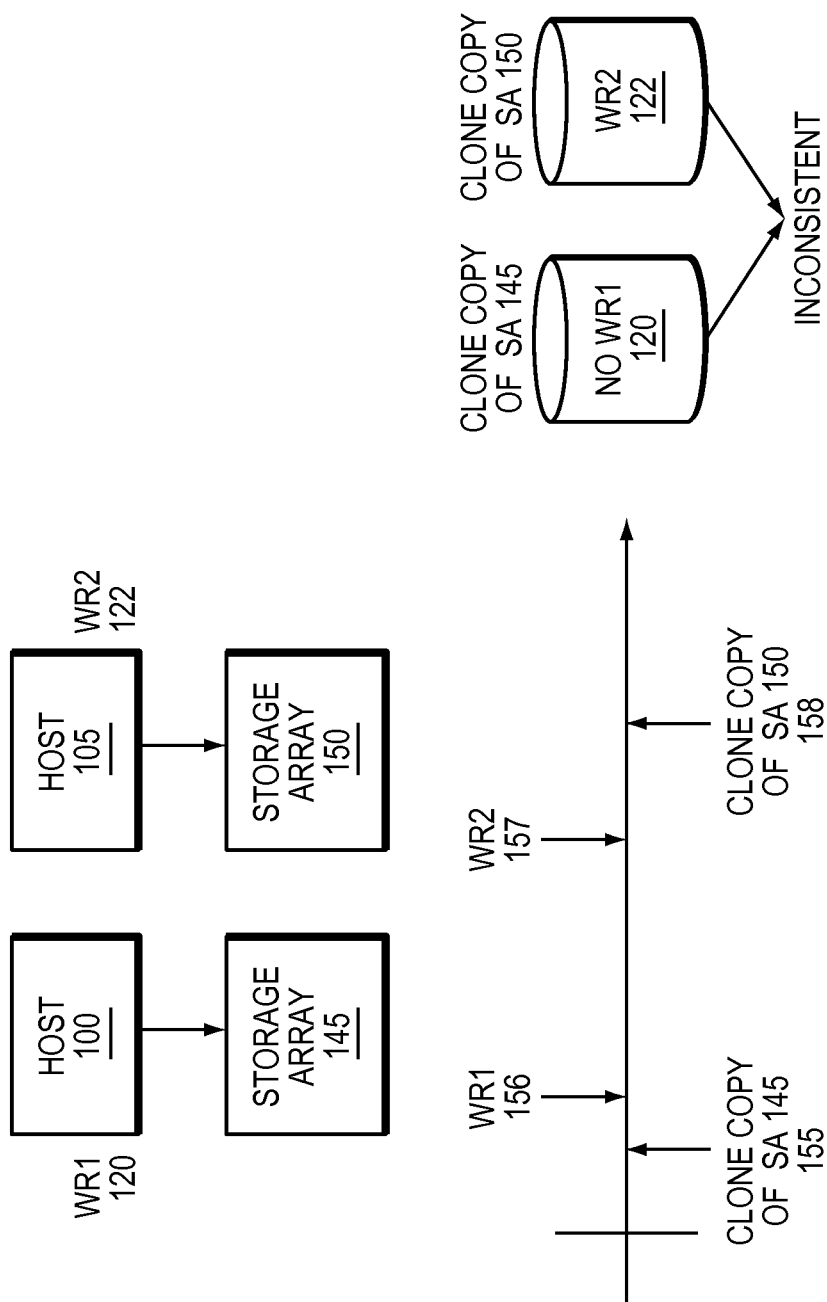 WR1
120
HOST
100
HOST
105
WR2
122
STORAGE
ARRAY
145
STORAGE
ARRAY
150
WR1
156
WR2
157
CLONE COPY
OF SA 145
155
CLONE COPY
OF SA 150
158
CLONE COPY
OF SA 145
NO WR1
120
CLONE COPY
OF SA 150
WR2
122
INCONSISTENT